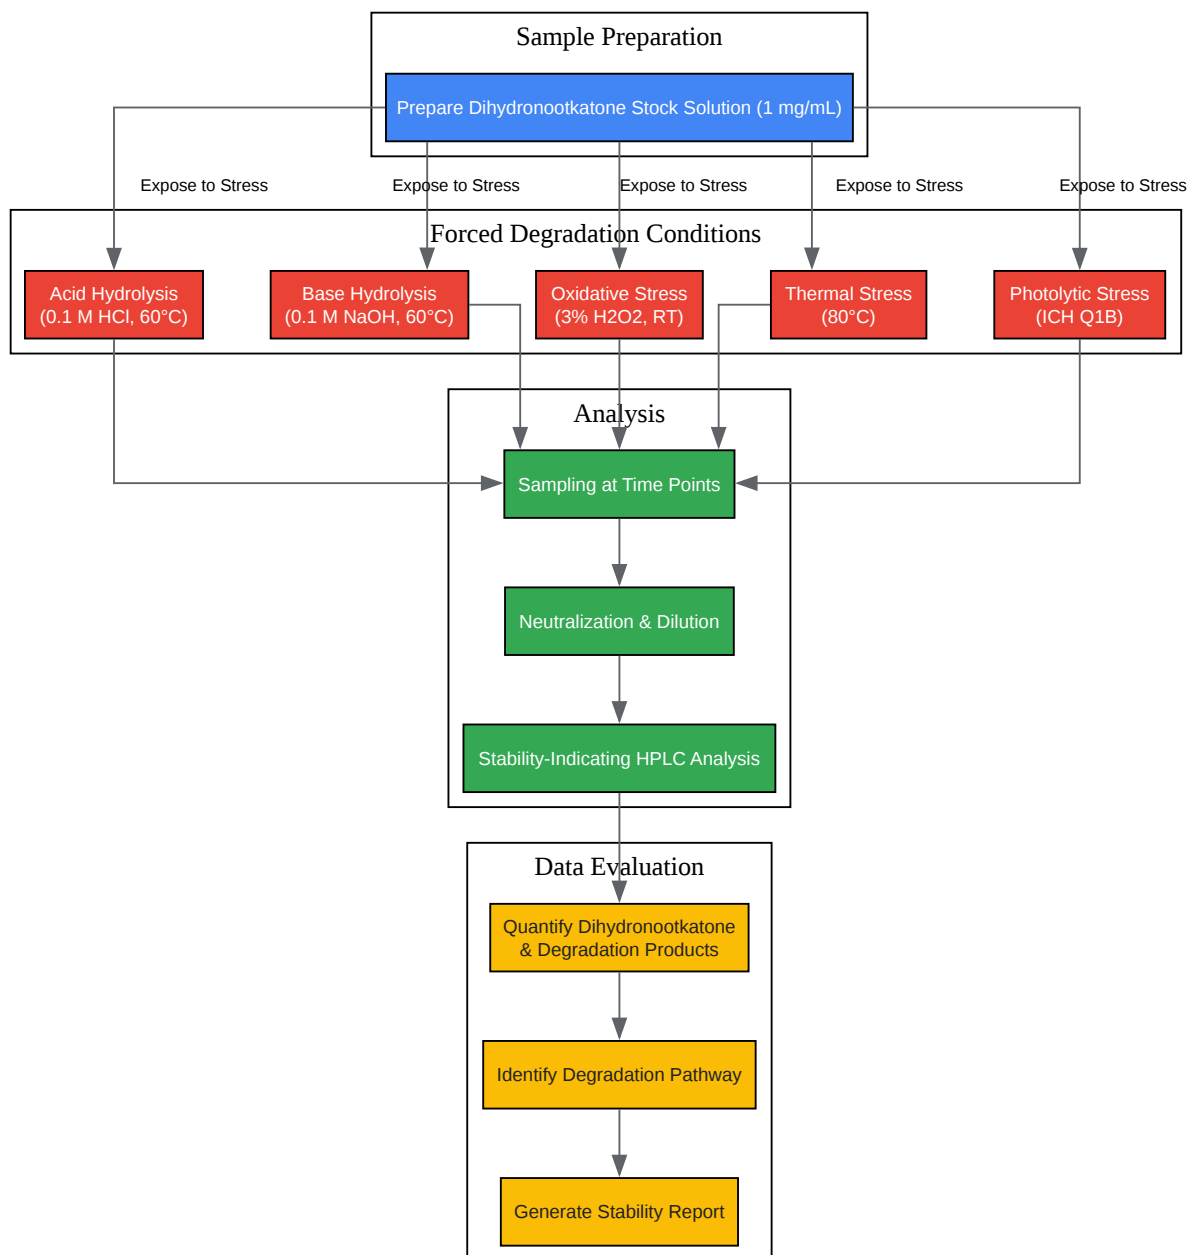 Sample Preparation
Prepare Dihydronootkatone Stock Solution (1 mg/mL)
Expose to Stress
Expose to Stress
Expose to Stress
Expose to Stress
Expose to Stress
Forced Degradation Conditions
Acid Hydrolysis
(0.1 M HCl, 60°C)
Base Hydrolysis
(0.1 M NaOH, 60°C)
Oxidative Stress
(3% H2O2, RT)
Thermal Stress
(80°C)
Photolytic Stress
(ICH Q1B)
Analysis
Sampling at Time Points
Neutralization & Dilution
Stability-Indicating HPLC Analysis
Data Evaluation
Quantify Dihydronootkatone
& Degradation Products
Identify Degradation Pathway
Generate Stability Report